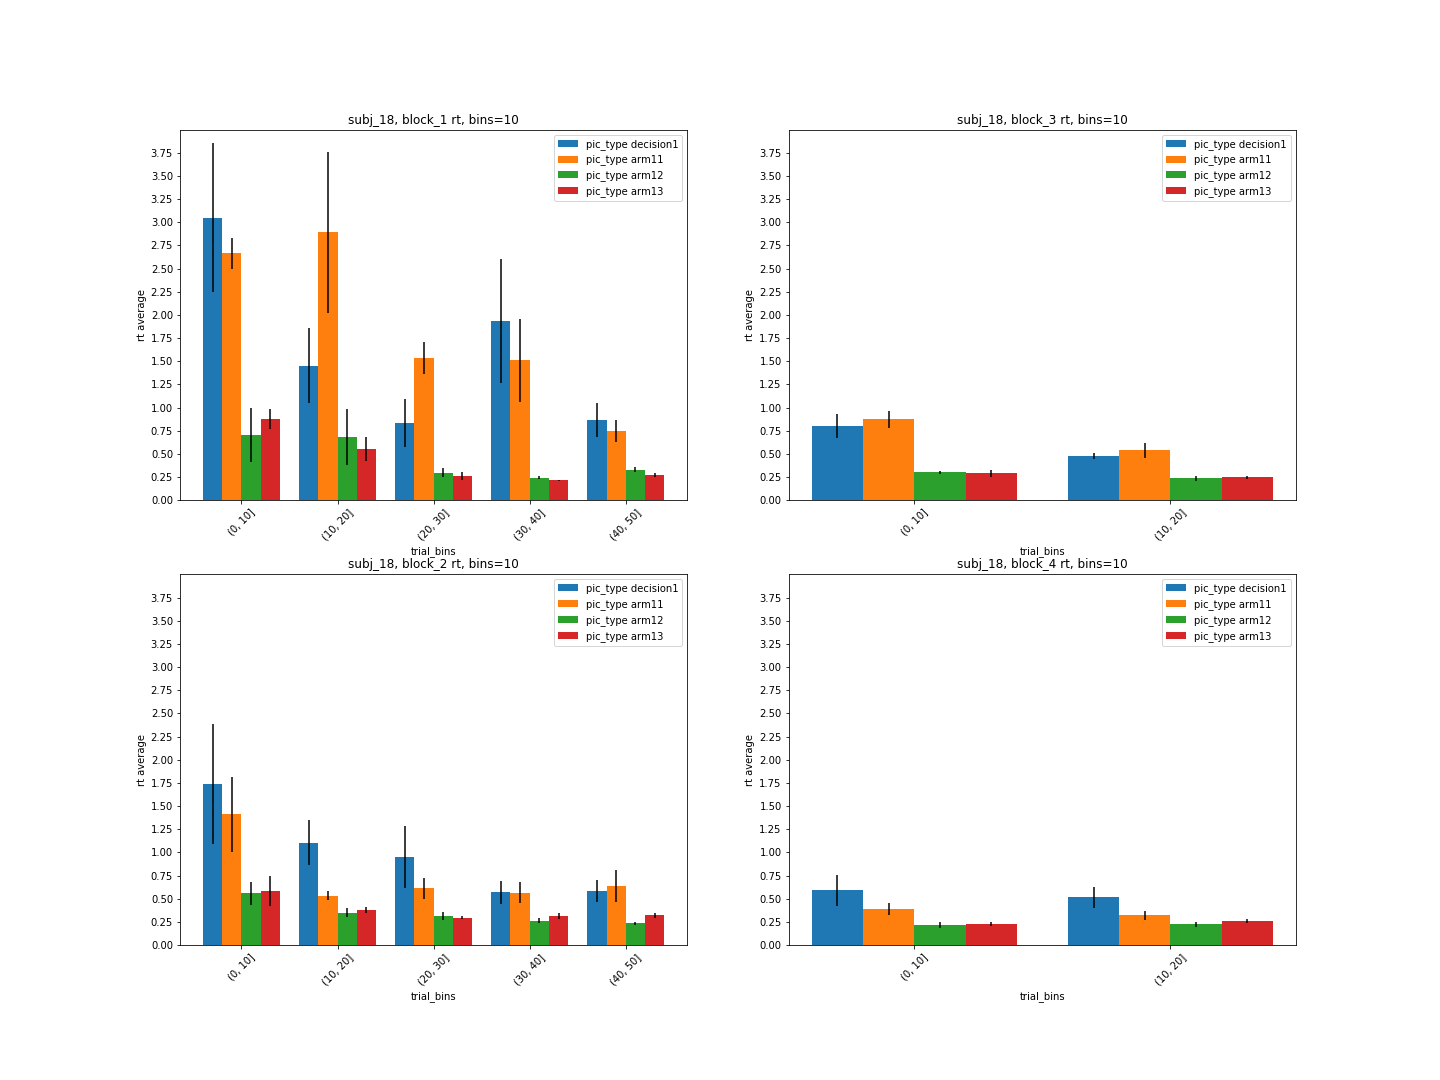 subj_18, block_1 rt, bins=10
pic_type decision1
pic_type arm11
pic_type arm12
pic_type arm13
3.75
3.50
3.25
3.00
2.75
2.50
2.25
2.00
1.75
1.50
1.25
1.00
0.75
0.50
0.25
0.00
rt average
(0, 10]
(10, 20]
(20, 30]
(30, 40]
(40, 50]
trial_bins
subj_18, block_3 rt, bins=10
pic_type decision1
pic_type arm11
pic_type arm12
pic_type arm13
3.75
3.50
3.25
3.00
2.75
2.50
2.25
2.00
1.75
1.50
1.25
1.00
0.75
0.50
0.25
0.00
rt average
(0, 10]
(10, 20]
trial_bins
subj_18, block_2 rt, bins=10
pic_type decision1
pic_type arm11
pic_type arm12
pic_type arm13
3.75
3.50
3.25
3.00
2.75
2.50
2.25
2.00
1.75
1.50
1.25
1.00
0.75
0.50
0.25
0.00
rt average
(0, 10]
(10, 20]
(20, 30]
(30, 40]
(40, 50]
trial_bins
subj_18, block_4 rt, bins=10
pic_type decision1
pic_type arm11
pic_type arm12
pic_type arm13
3.75
3.50
3.25
3.00
2.75
2.50
2.25
2.00
1.75
1.50
1.25
1.00
0.75
0.50
0.25
0.00
rt average
(0, 10]
(10, 20]
trial_bins